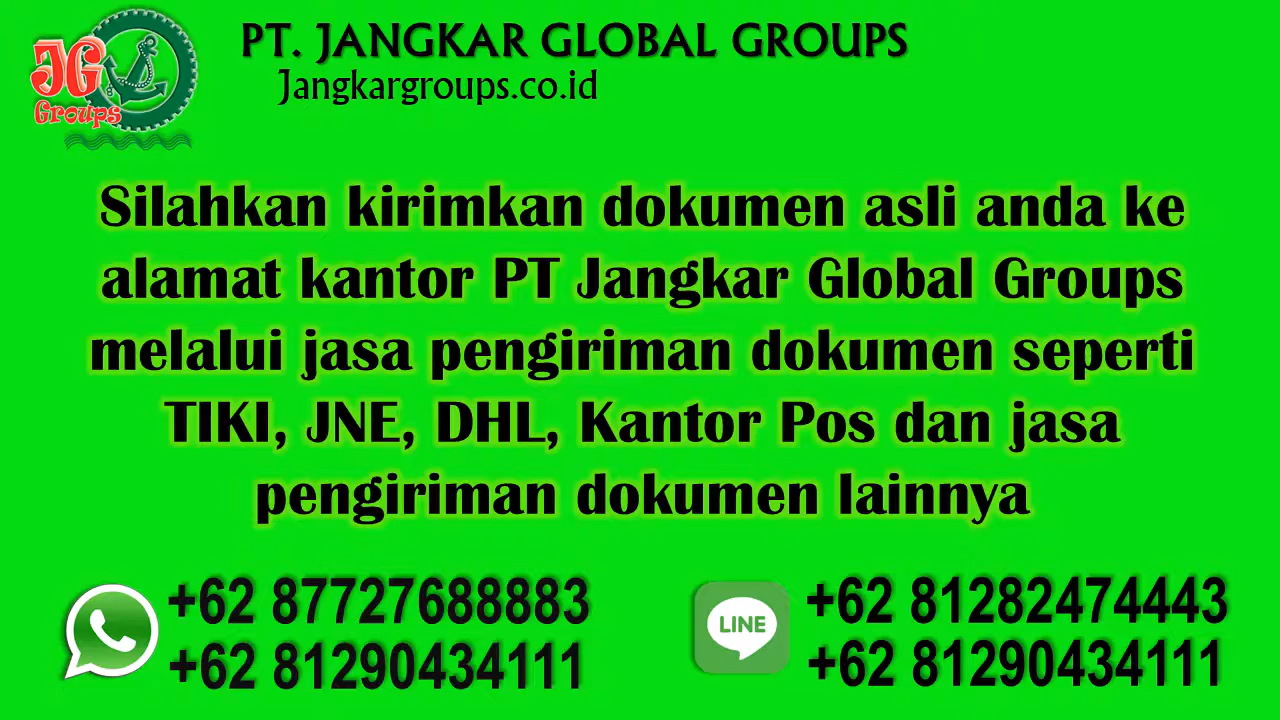 JG
Groups
PT. JANGKAR GLOBAL GROUPS
Jangkargroups.co.id
Silahkan kirimkan dokumen asli anda ke
alamat kantor PT Jangkar Global Groups
melalui jasa pengiriman dokumen seperti
TIKI, JNE, DHL, Kantor Pos dan jasa
pengiriman dokumen lainnya
+62 87727688883
+62 81290434111
LINE
+62 81282474443
+62 81290434111